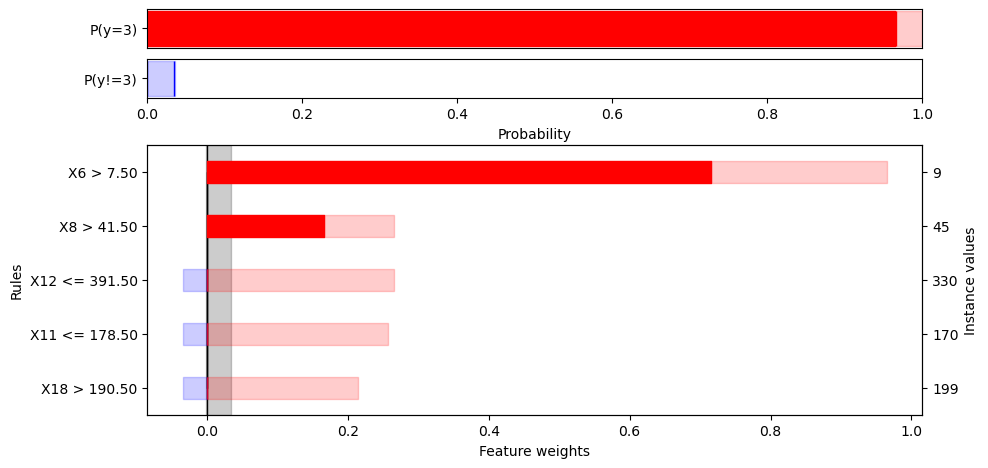 P(y=3)
P(y!=3)
0.0 0.2 0.4 0.6 0.8 1.0
Probability
X6 > 7.50 9
X8 > 41.50 45
X12 <= 391.50 330
X11 <= 178.50 170
X18 > 190.50 199
Rules
Instance values
0.0 0.2 0.4 0.6 0.8 1.0
Feature weights